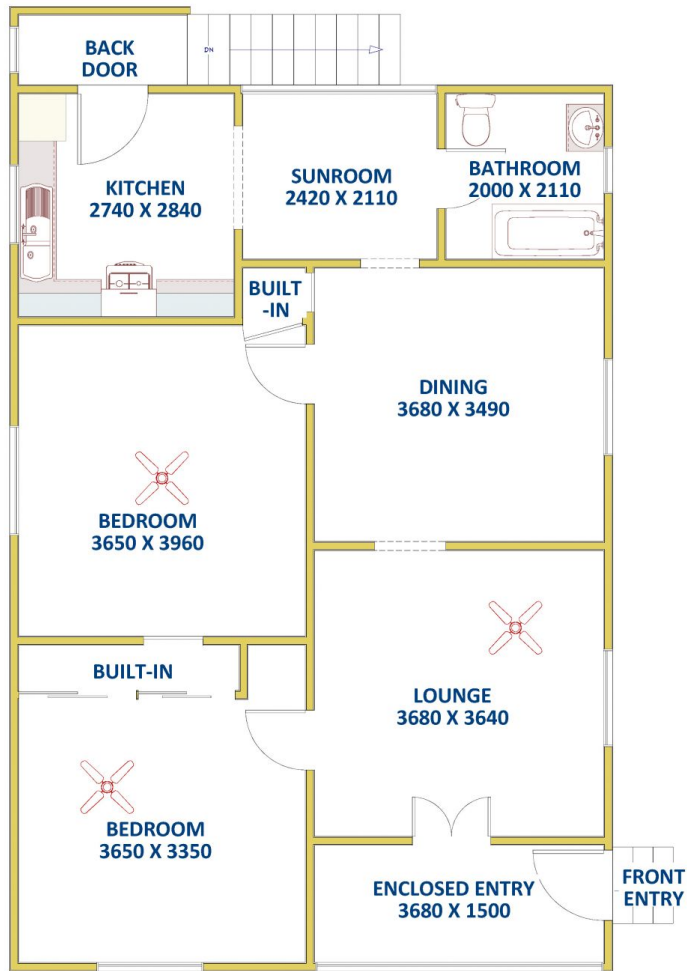 BACK
DOOR
DN
KITCHEN
2740 X 2840
SUNROOM
2420 X 2110
BATHROOM
2000 X 2110
BUILT
-IN
DINING
3680 X 3490
BEDROOM
3650 X 3960
BUILT-IN
LOUNGE
3680 X 3640
BEDROOM
3650 X 3350
ENCLOSED ENTRY
3680 X 1500
FRONT
ENTRY